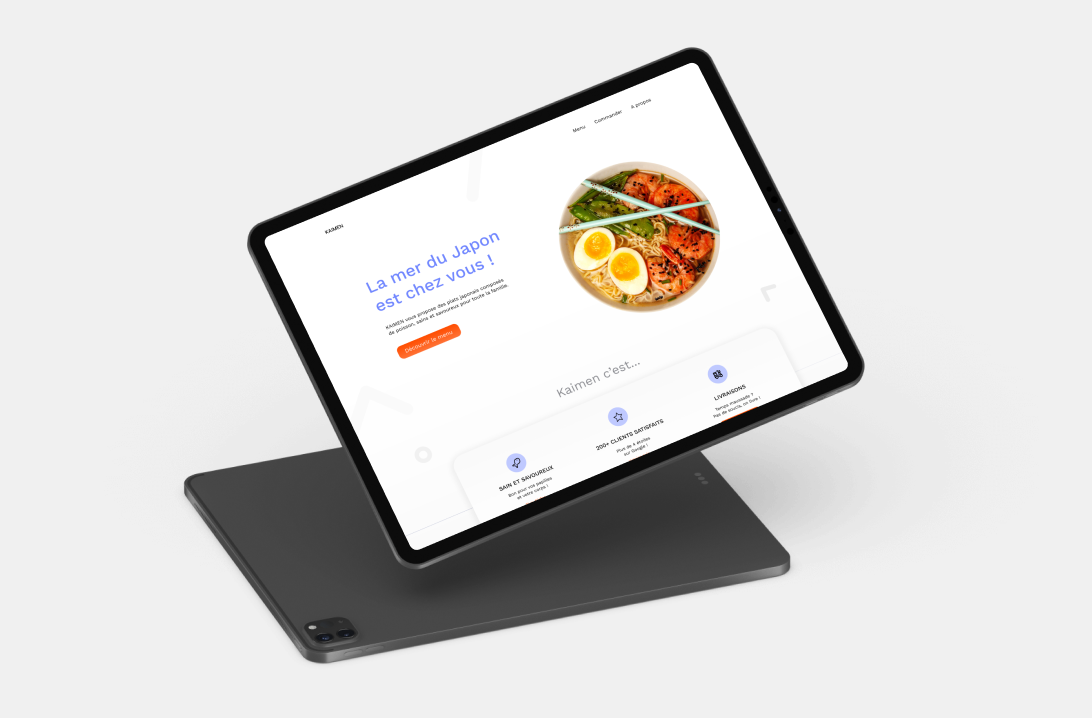 KAIMEN
Menu
Commander
A propos
La mer du Japon
est chez vous !
KAIMEN vous propose des plats japonais composés
de poisson, sains et savoureux pour toute la famille.
Découvrir le menu
Kaimen c'est...
SAIN ET SAVOUREUX
Bon pour vos papilles
et votre corps !
200+ CLIENTS SATISFAITS
Plus de 4 étoiles
sur Google !
LIVRAISONS
Temps maussade ?
Pas de soucis, on livre !